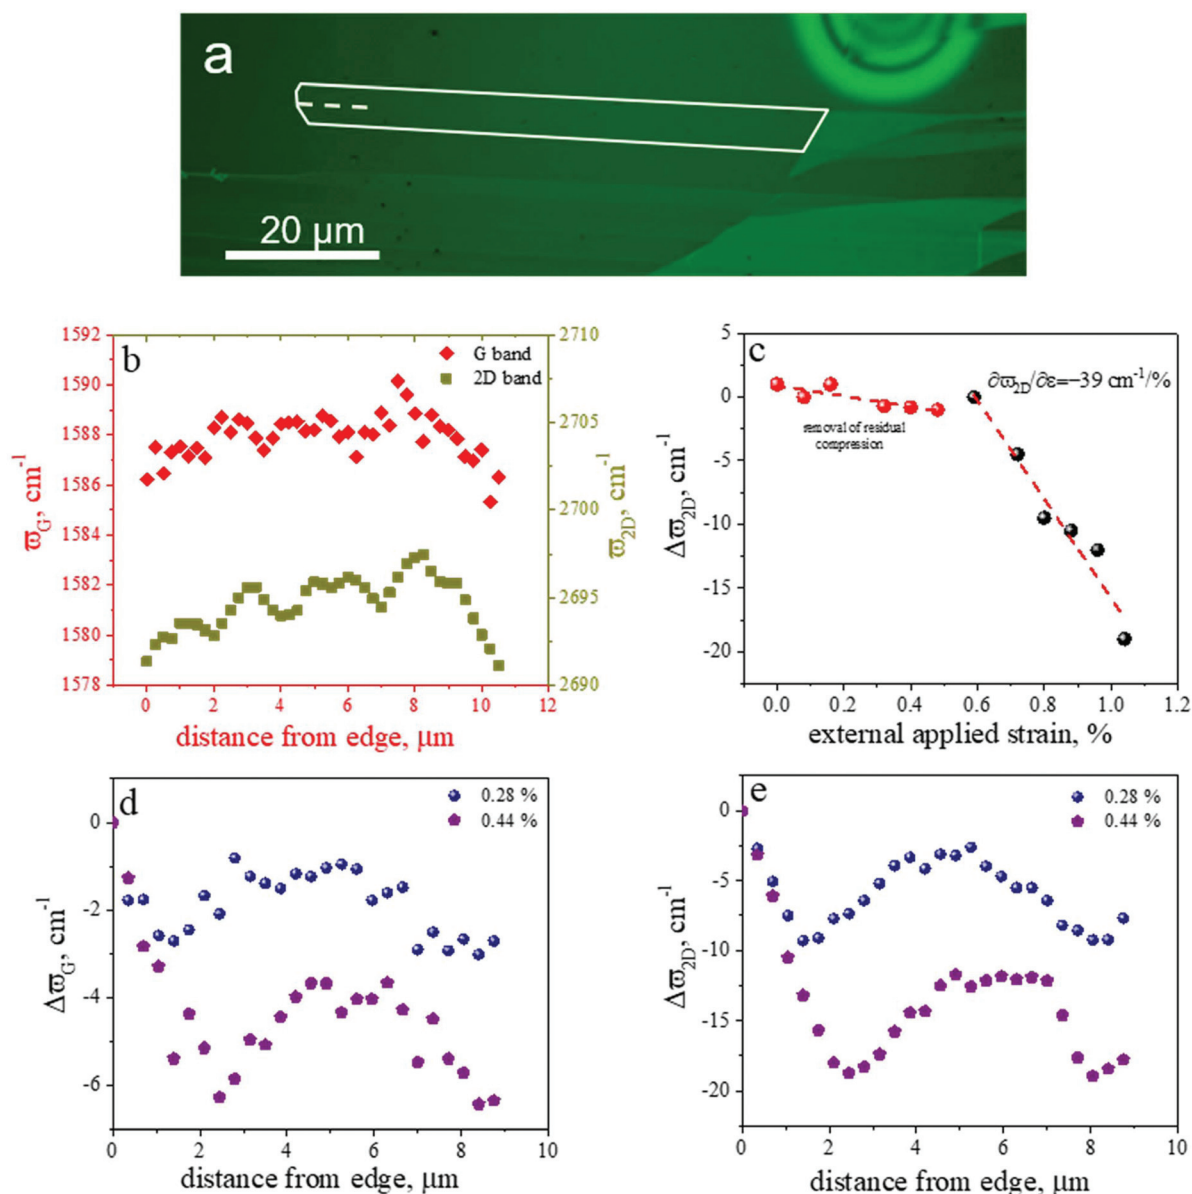 a
20 μm
b
G band
2D band
1592
1590
1588
1586
1584
1582
1580
1578
ϖG, cm-1
2710
2705
2700
2695
2690
ϖ2D, cm-1
0 2 4 6 8 10 12
distance from edge, μm
c
∂ϖ2D/∂ε=−39 cm-1/%
removal of residual
compression
5
0
-5
-10
-15
-20
Δϖ2D, cm-1
0.0 0.2 0.4 0.6 0.8 1.0 1.2
external applied strain, %
d
0.28 %
0.44 %
0
-2
-4
-6
ΔϖG, cm-1
0 2 4 6 8 10
distance from edge, μm
e
0.28 %
0.44 %
0
-5
-10
-15
-20
Δϖ2D, cm-1
0 2 4 6 8 10
distance from edge, μm